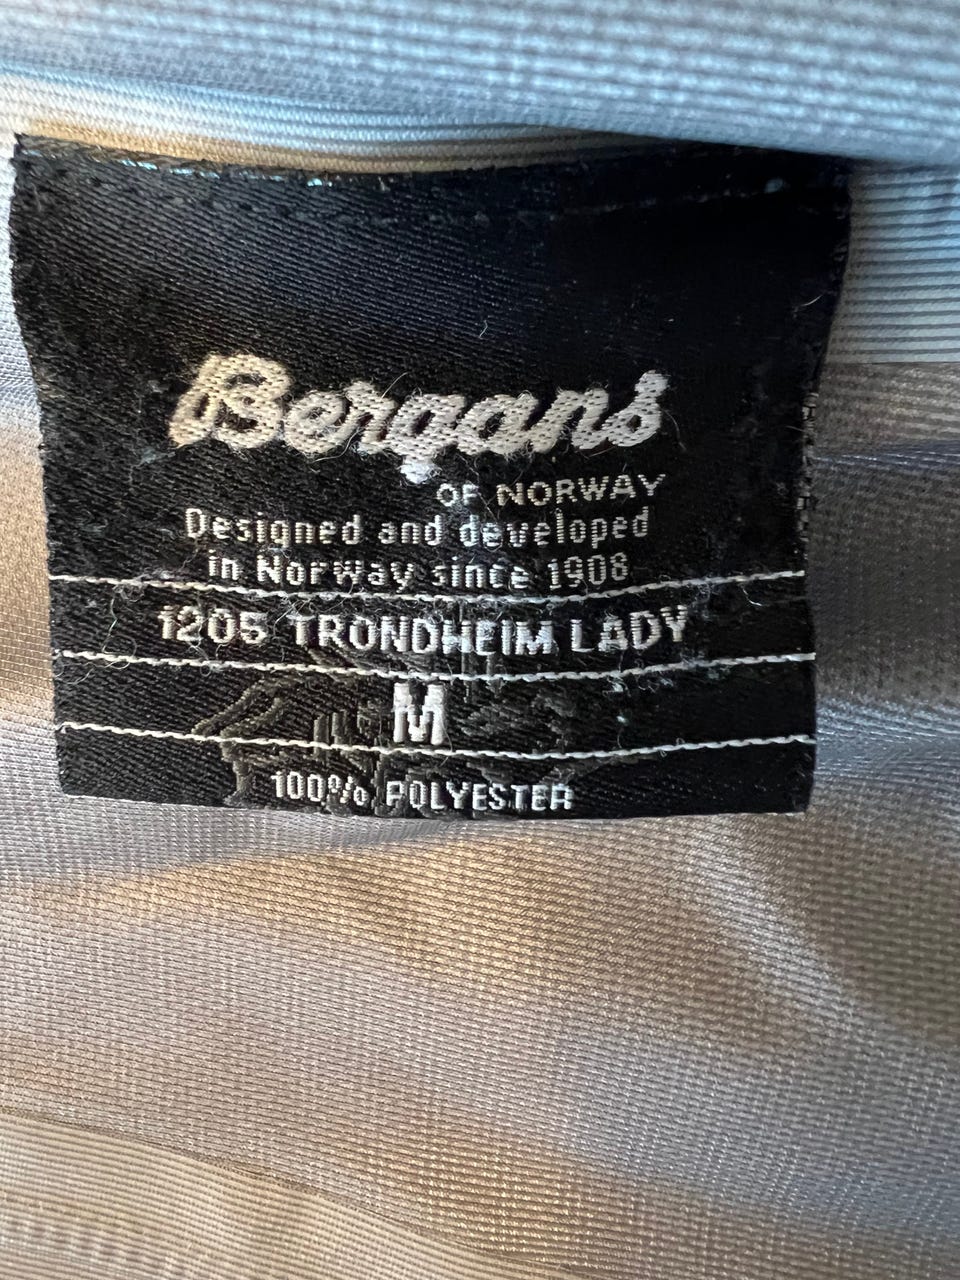 Bergans
OF NORWAY
Designed and developed
in Norway since 1908
1205 TRONDHEIM LADY
M
100% POLYESTER